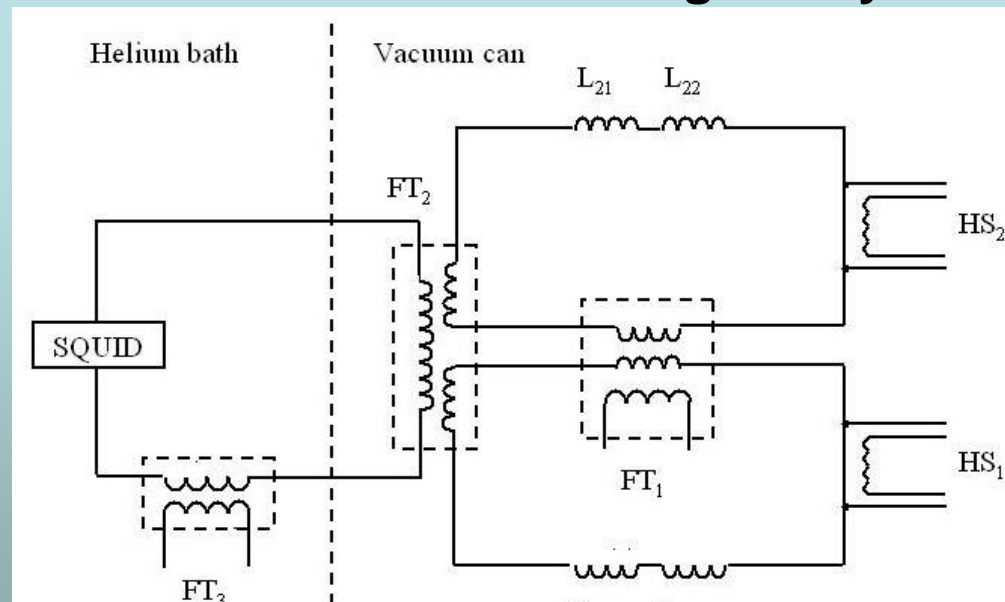 Helium bath
Vacuum can
L21
L22
FT2
HS2
SQUID
FT1
HS1
FT3